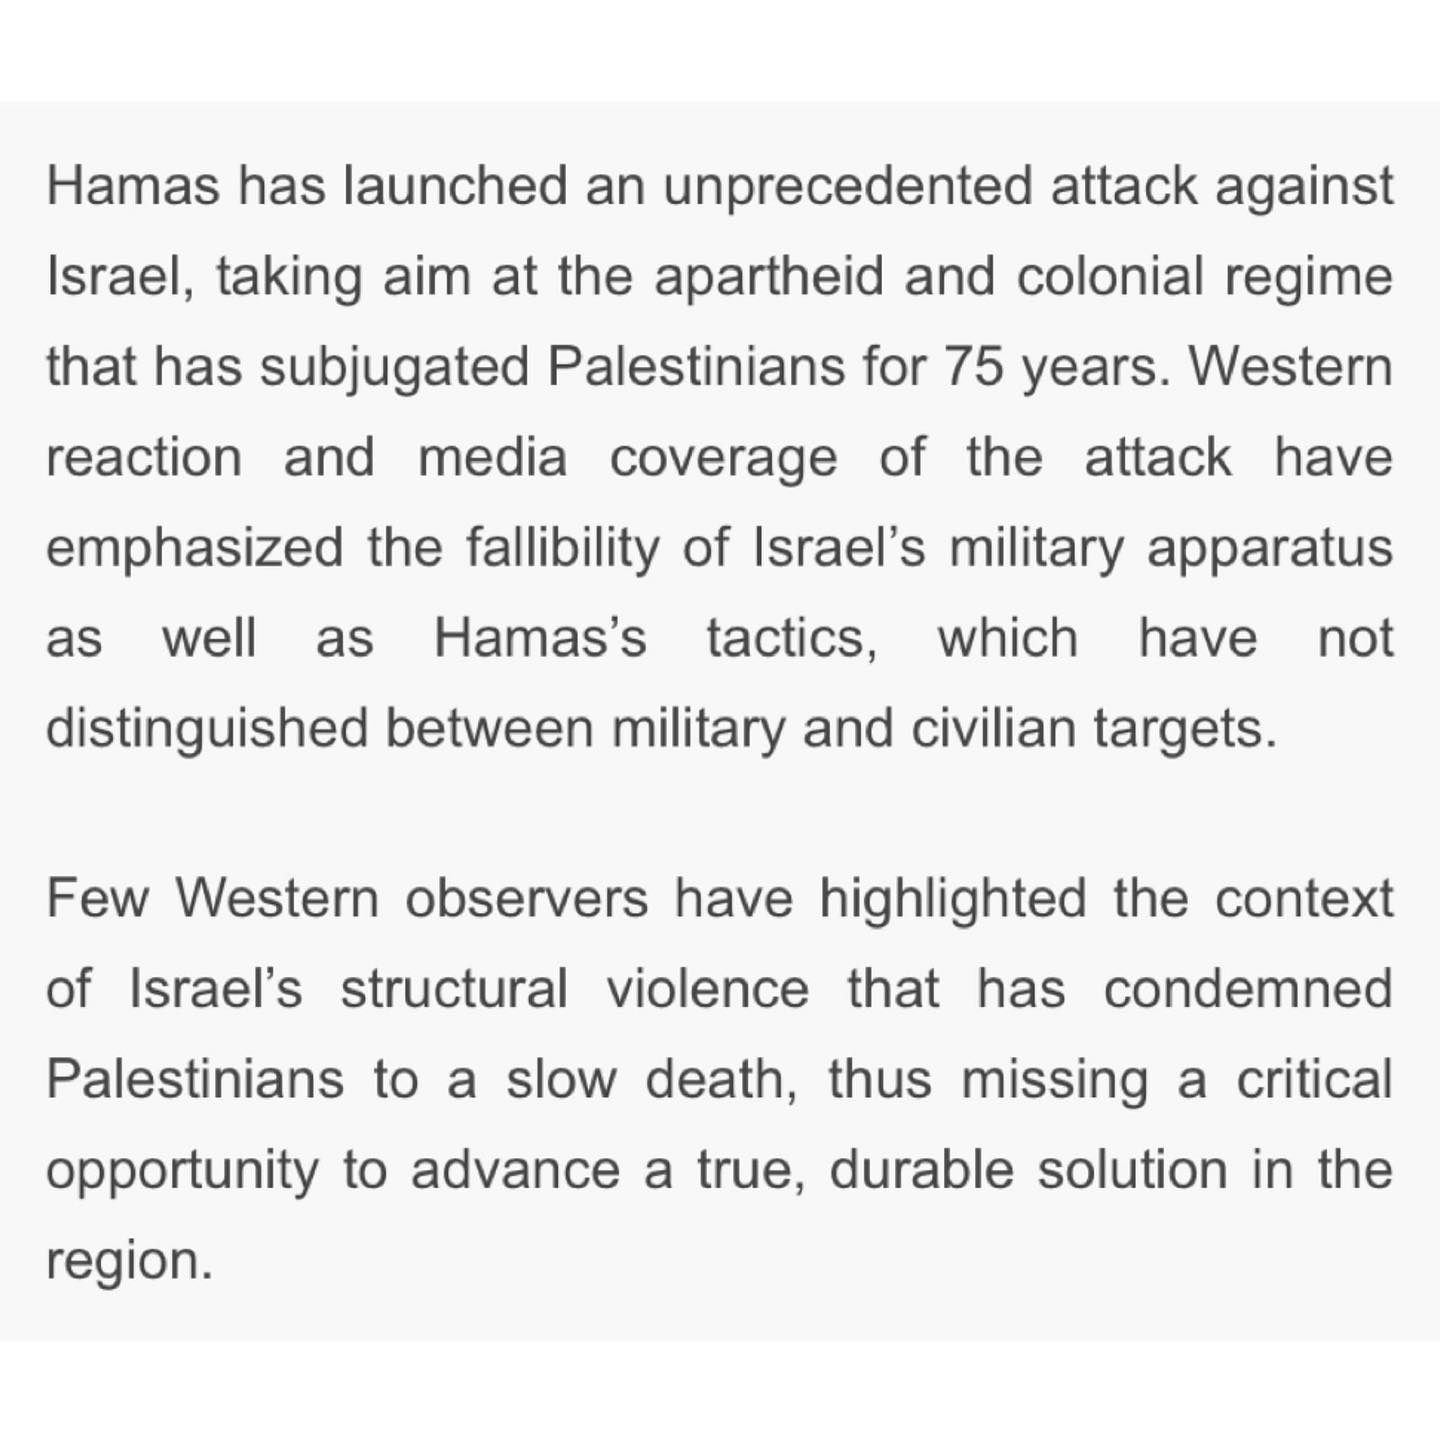 Hamas has launched an unprecedented attack against
Israel, taking aim at the apartheid and colonial regime
that has subjugated Palestinians for 75 years. Western
reaction and media coverage of the attack have
emphasized the fallibility of Israel’s military apparatus
as well as Hamas’s tactics, which have not
distinguished between military and civilian targets.
Few Western observers have highlighted the context
of Israel’s structural violence that has condemned
Palestinians to a slow death, thus missing a critical
opportunity to advance a true, durable solution in the
region.